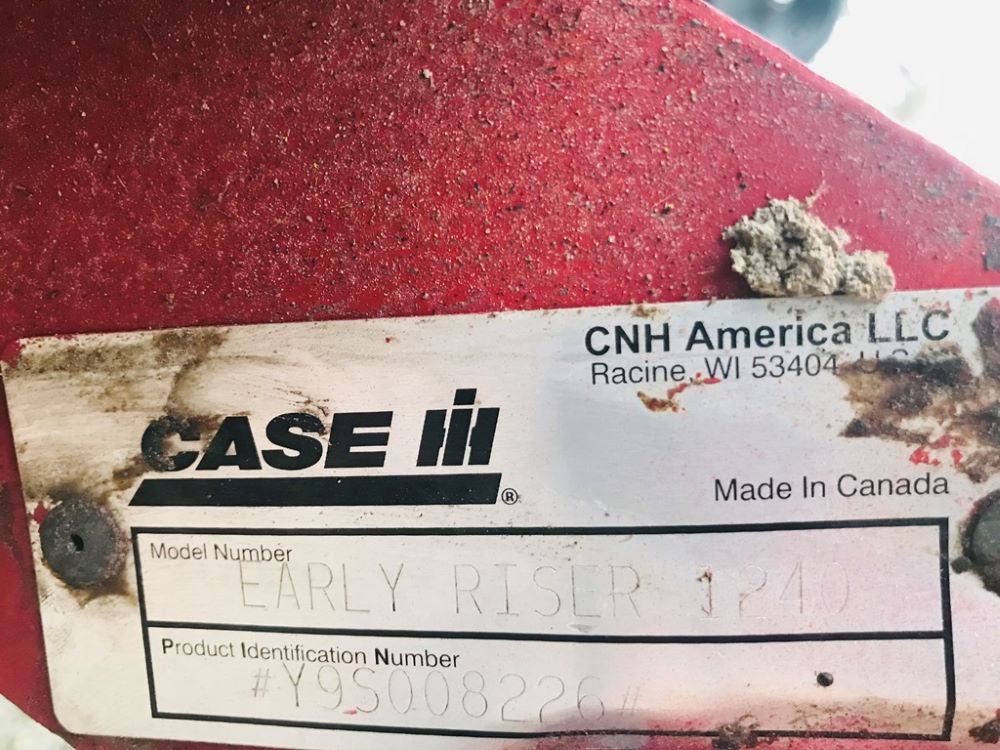 CNH America LLC
Racine, WI 53404 U.S.A.
CASE IH
®
Made In Canada
Model Number
EARLY RISER 1240
Product Identification Number
#Y9S008226#